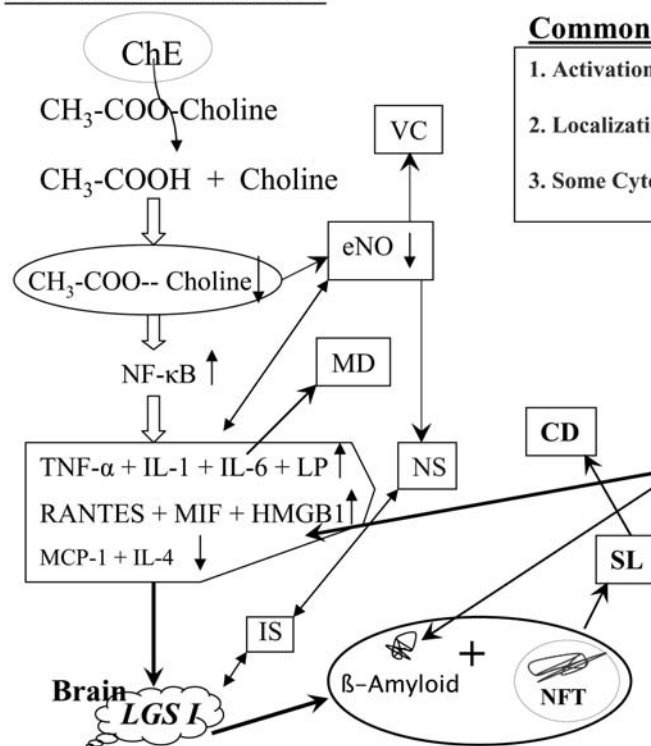 ChE
CH₃-COO-Choline
CH₃-COOH + Choline
CH₃-COO-- Choline
NF-κB
TNF-α + IL-1 + IL-6 + LP
RANTES + MIF + HMGB1
MCP-1 + IL-4
Brain
LGS I
VC
eNO
MD
NS
IS
Common
1. Activation
2. Localizati
3. Some Cyto
CD
SL
ß-Amyloid
+
NFT